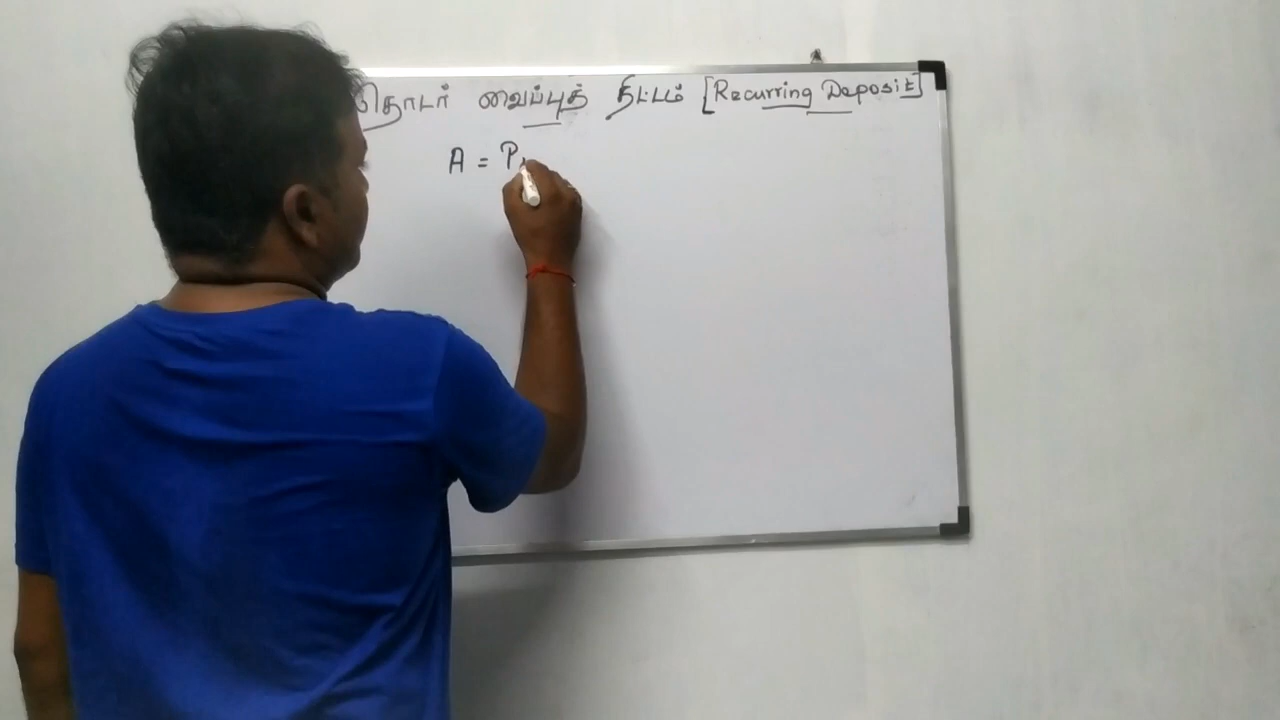 தொடர் வைப்புத் திட்டம் [Recurring Deposit]
A = P